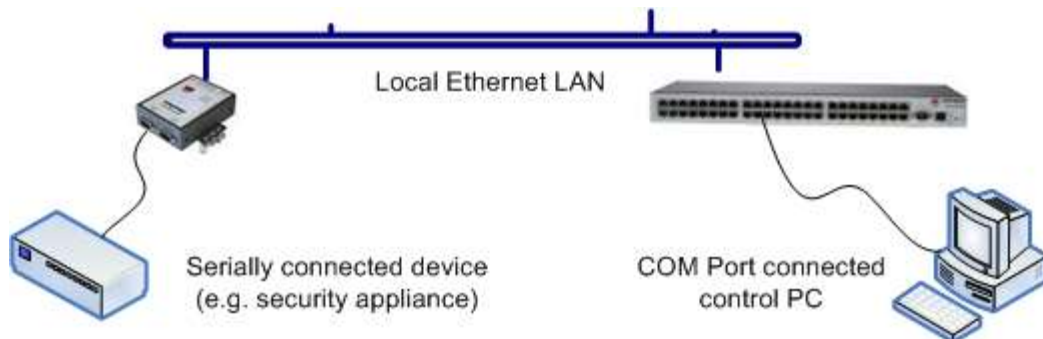 Local Ethernet LAN
Serially connected device
(e.g. security appliance)
COM Port connected
control PC